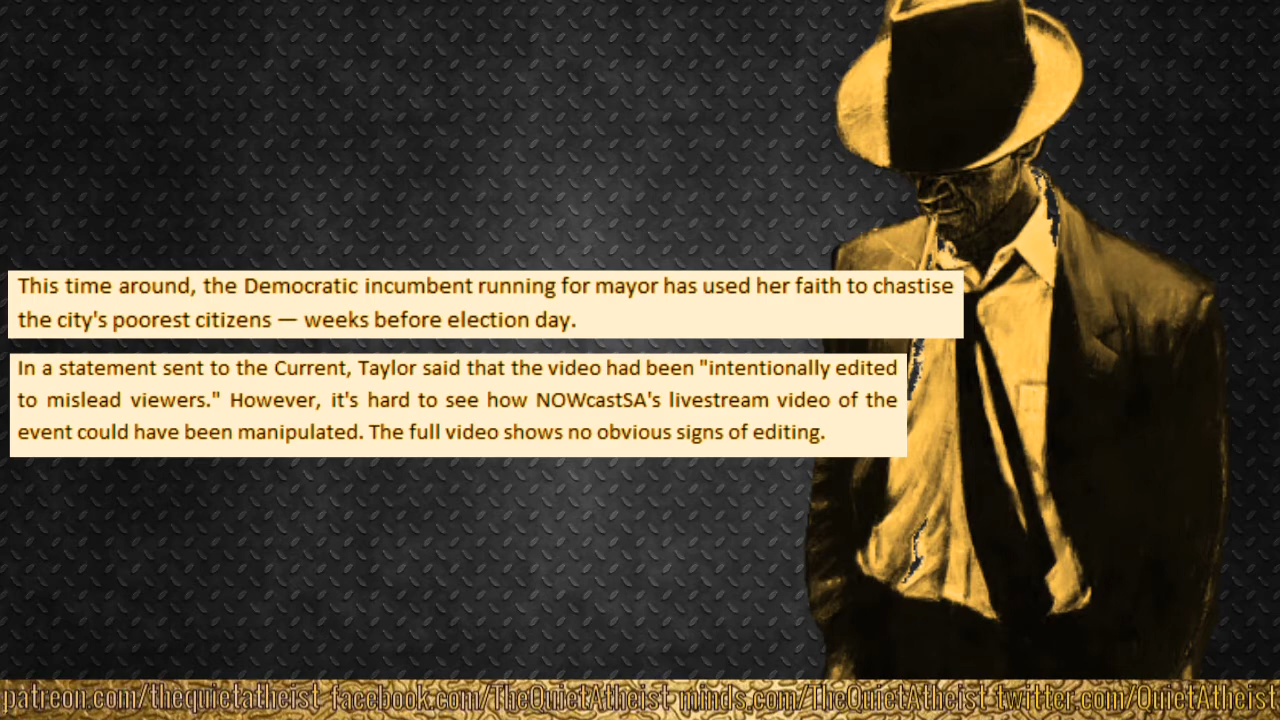 This time around, the Democratic incumbent running for mayor has used her faith to chastise
the city's poorest citizens — weeks before election day.
In a statement sent to the Current, Taylor said that the video had been "intentionally edited
to mislead viewers." However, it's hard to see how NOWcastSA's livestream video of the
event could have been manipulated. The full video shows no obvious signs of editing.
patreon.com/thequietatheist facebook.com/TheQuietAtheist minds.com/TheQuietAtheist twitter.com/QuietAtheist